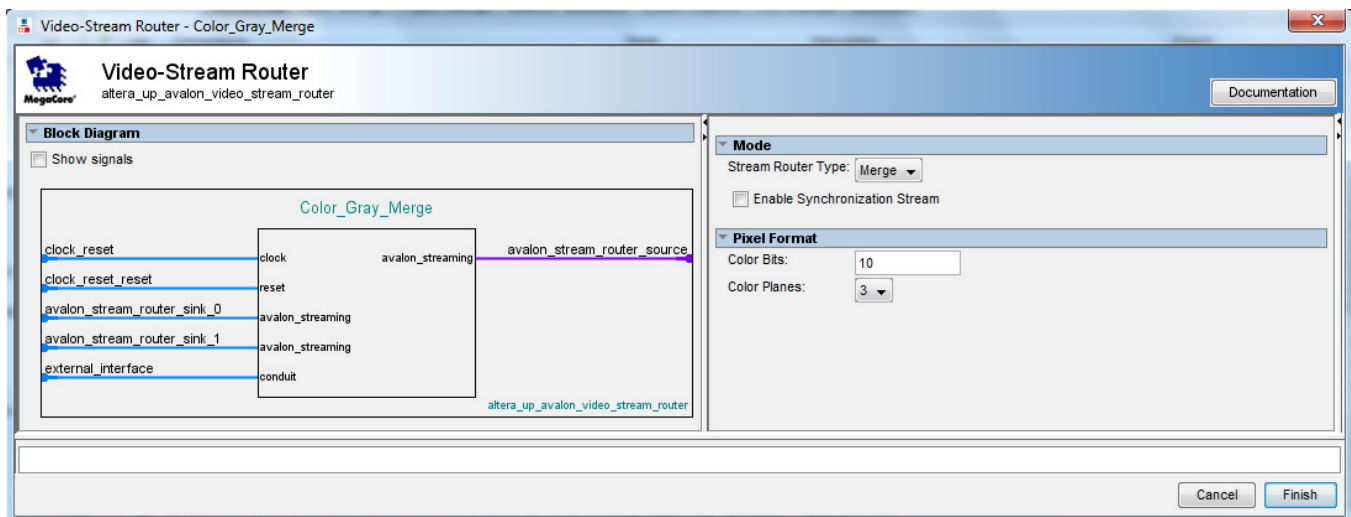 Video-Stream Router - Color_Gray_Merge
x
MegaCore®
Video-Stream Router
altera_up_avalon_video_stream_router
Documentation
Block Diagram
Show signals
Color_Gray_Merge
clock_reset
clock_reset_reset
avalon_stream_router_sink_0
avalon_stream_router_sink_1
external_interface
clock
reset
avalon_streaming
avalon_streaming
conduit
avalon_streaming
avalon_stream_router_source
altera_up_avalon_video_stream_router
Mode
Stream Router Type: Merge
Enable Synchronization Stream
Pixel Format
Color Bits: 10
Color Planes: 3
Cancel Finish